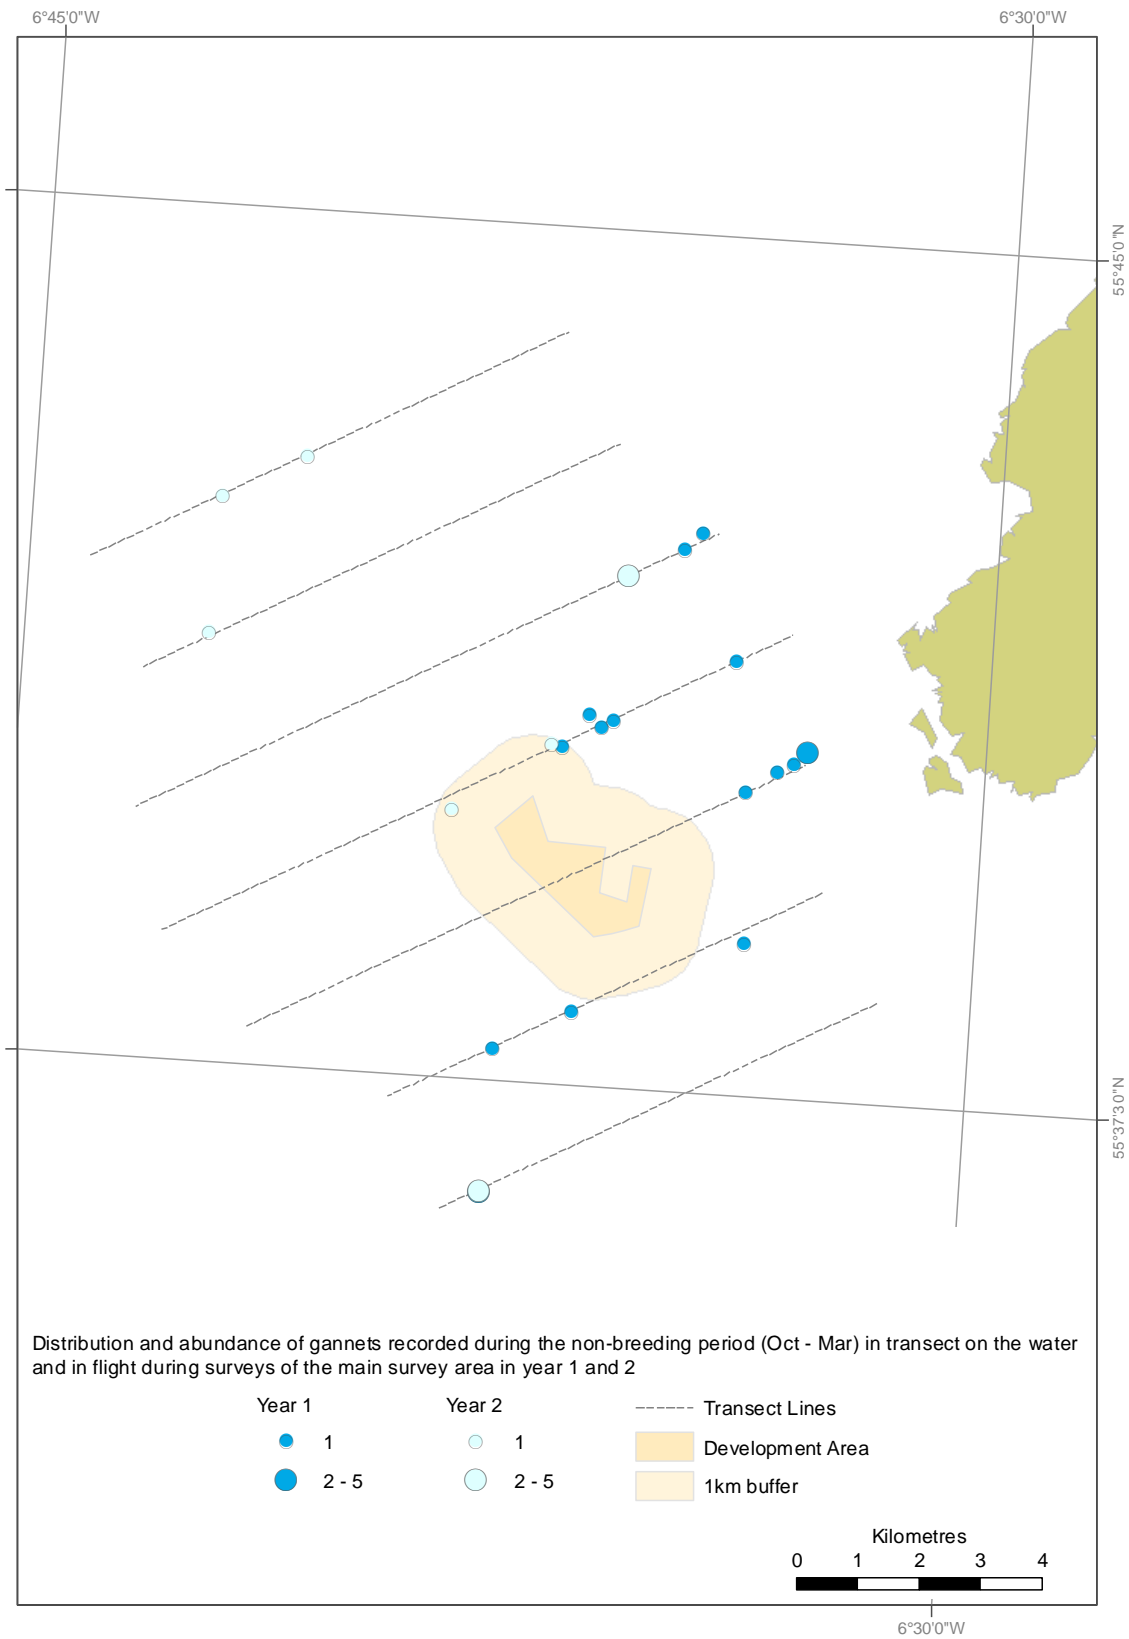 6°45'0"W
6°30'0"W
55°45'0"N
55°37'30"N
Distribution and abundance of gannets recorded during the non-breeding period (Oct - Mar) in transect on the water
and in flight during surveys of the main survey area in year 1 and 2
Year 1
Year 2
1
1
2 - 5
2 - 5
Transect Lines
Development Area
1km buffer
Kilometres
0 1 2 3 4
6°30'0"W